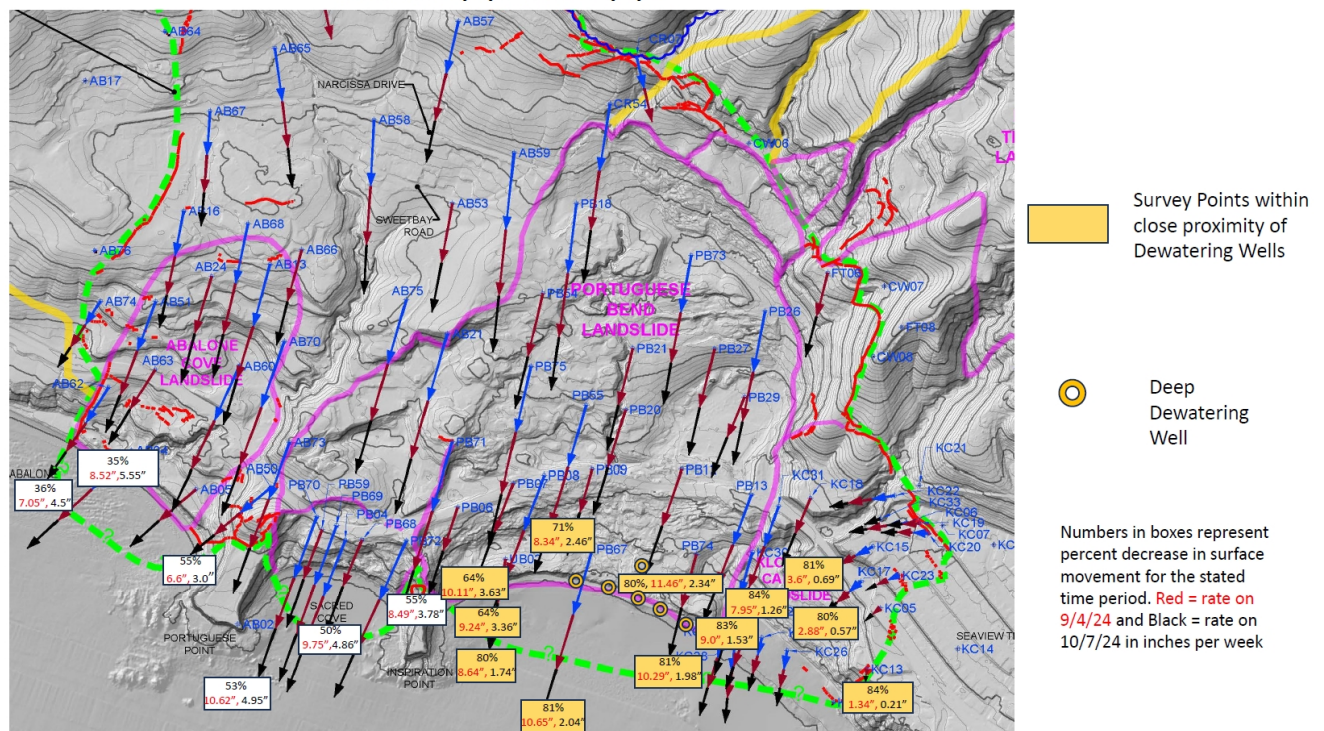 AB57
AB64
CR03
AB65
AB17
NARCISSA DRIVE
CR54
AB67
AB58
CW06
AB59
AB16
AB53
PB18
SWEETBAY
ROAD
AB68
AB76
AB66
PB73
AB24
AB13
FT06
CW07
AB74
AB51
AB75
PB54
PORTUGUESE
BEND
LANDSLIDE
PB26
FT08
AB21
ABALONE
COVE
LANDSLIDE
AB70
PB21
PB27
CW08
AB63
AB60
PB75
AB62
PB55
PB20
PB29
AB73
PB71
KC21
35%
8.52”, 5.55”
AB50
PB08
PB09
KC31
KC18
36%
7.05”, 4.5”
AB05
PB70
PB59
PB69
PB07
PB13
KC22
KC33
KC06
PB04
PB68
PB06
KC19
KC07
KC20
71%
8.34”, 2.46”
PB67
PB74
KC15
55%
6.6”, 3.0”
64%
10.11”, 3.63”
80%, 11.46”, 2.34”
81%
3.6”, 0.69”
KC17
KC23
55%
8.49”, 3.78”
84%
7.95”, 1.26”
KC05
SACRED
COVE
64%
9.24”, 3.36”
83%
9.0”, 1.53”
80%
2.88”, 0.57”
PORTUGUESE
POINT
50%
9.75”, 4.86”
KC26
KC14
INSPIRATION
POINT
80%
8.64”, 1.74”
81%
10.29”, 1.98”
KC13
53%
10.62”, 4.95”
81%
10.65”, 2.04”
84%
1.34”, 0.21”
Survey Points within
close proximity of
Dewatering Wells
Deep
Dewatering
Well
Numbers in boxes represent
percent decrease in surface
movement for the stated
time period. Red = rate on
9/4/24 and Black = rate on
10/7/24 in inches per week